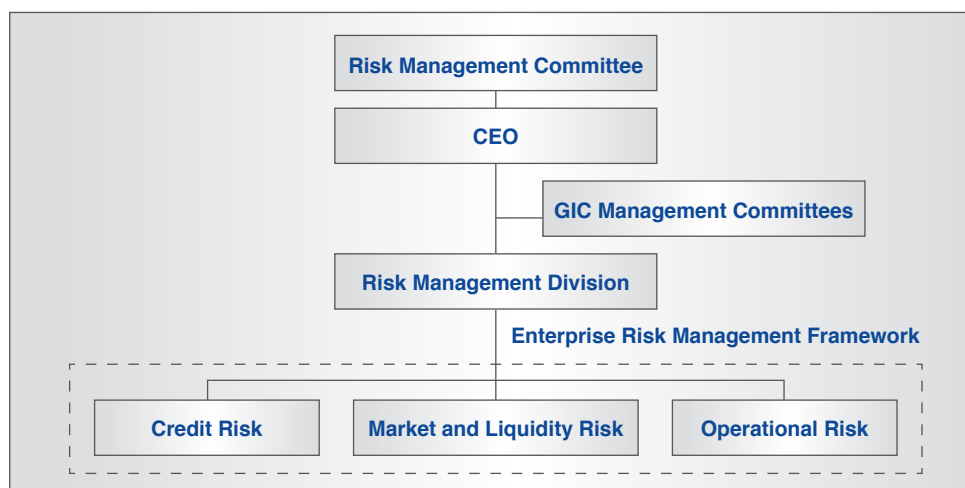 Risk Management Committee
CEO
GIC Management Committees
Risk Management Division
Enterprise Risk Management Framework
Credit Risk
Market and Liquidity Risk
Operational Risk